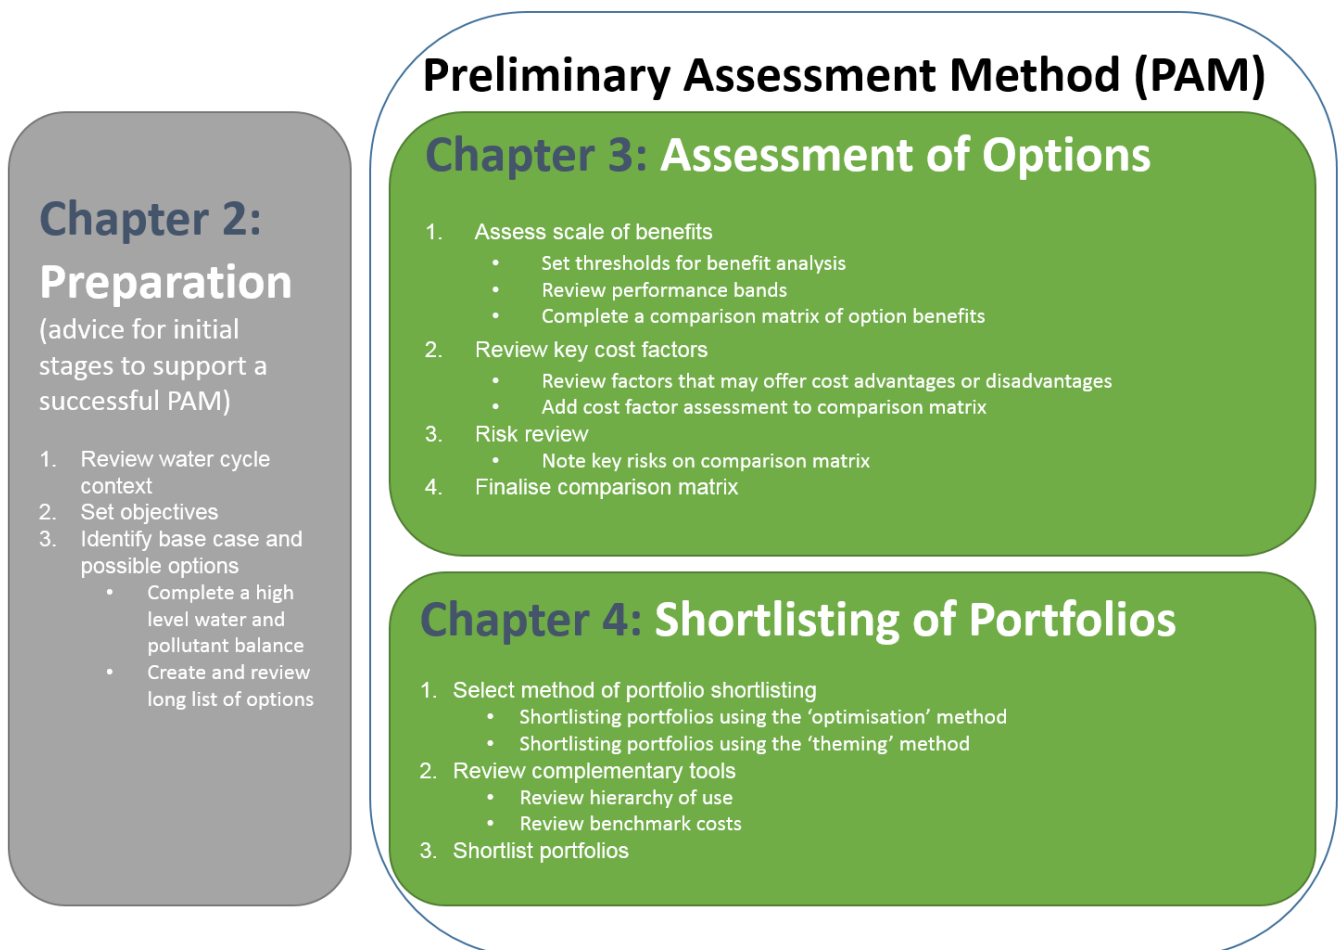 Preliminary Assessment Method (PAM)
Chapter 2:
Preparation
(advice for initial
stages to support a
successful PAM)
1. Review water cycle
context
2. Set objectives
3. Identify base case and
possible options
• Complete a high
level water and
pollutant balance
• Create and review
long list of options
Chapter 3: Assessment of Options
1. Assess scale of benefits
• Set thresholds for benefit analysis
• Review performance bands
• Complete a comparison matrix of option benefits
2. Review key cost factors
• Review factors that may offer cost advantages or disadvantages
• Add cost factor assessment to comparison matrix
3. Risk review
• Note key risks on comparison matrix
4. Finalise comparison matrix
Chapter 4: Shortlisting of Portfolios
1. Select method of portfolio shortlisting
• Shortlisting portfolios using the ‘optimisation’ method
• Shortlisting portfolios using the ‘theming’ method
2. Review complementary tools
• Review hierarchy of use
• Review benchmark costs
3. Shortlist portfolios